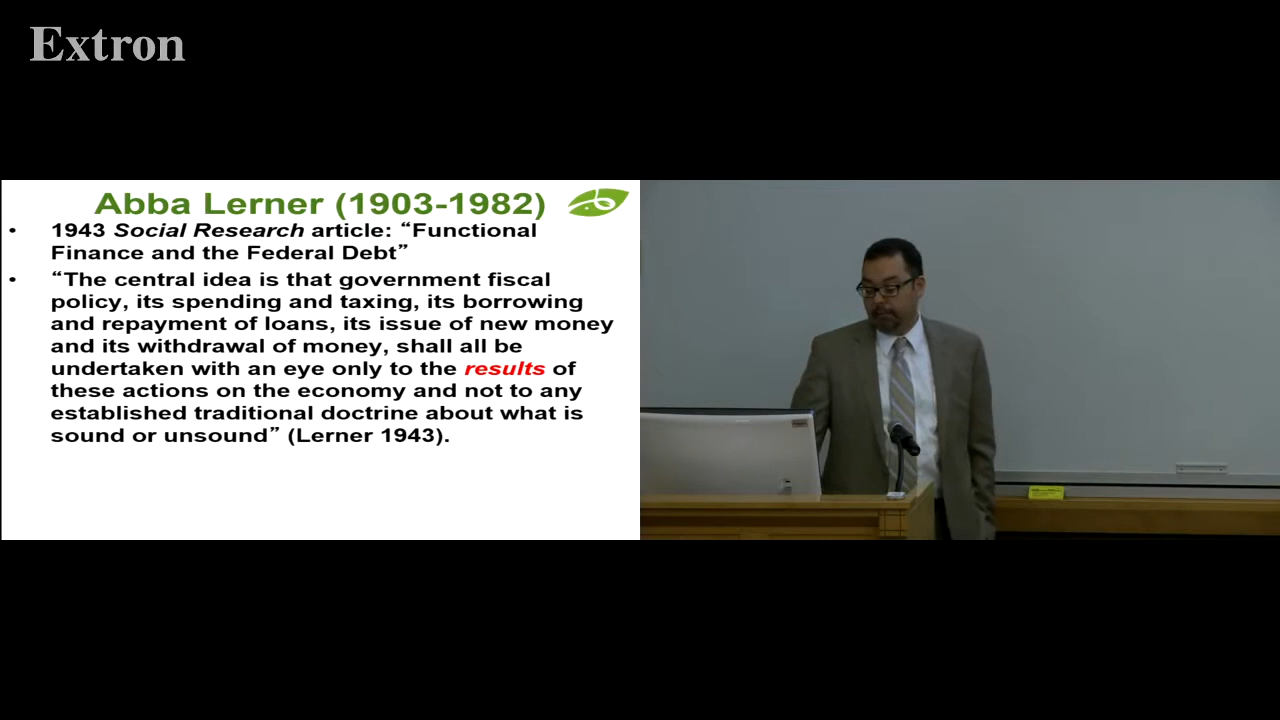 Extron
Abba Lerner (1903-1982)
• 1943 Social Research article: “Functional
Finance and the Federal Debt”
• “The central idea is that government fiscal
policy, its spending and taxing, its borrowing
and repayment of loans, its issue of new money
and its withdrawal of money, shall all be
undertaken with an eye only to the results of
these actions on the economy and not to any
established traditional doctrine about what is
sound or unsound” (Lerner 1943).